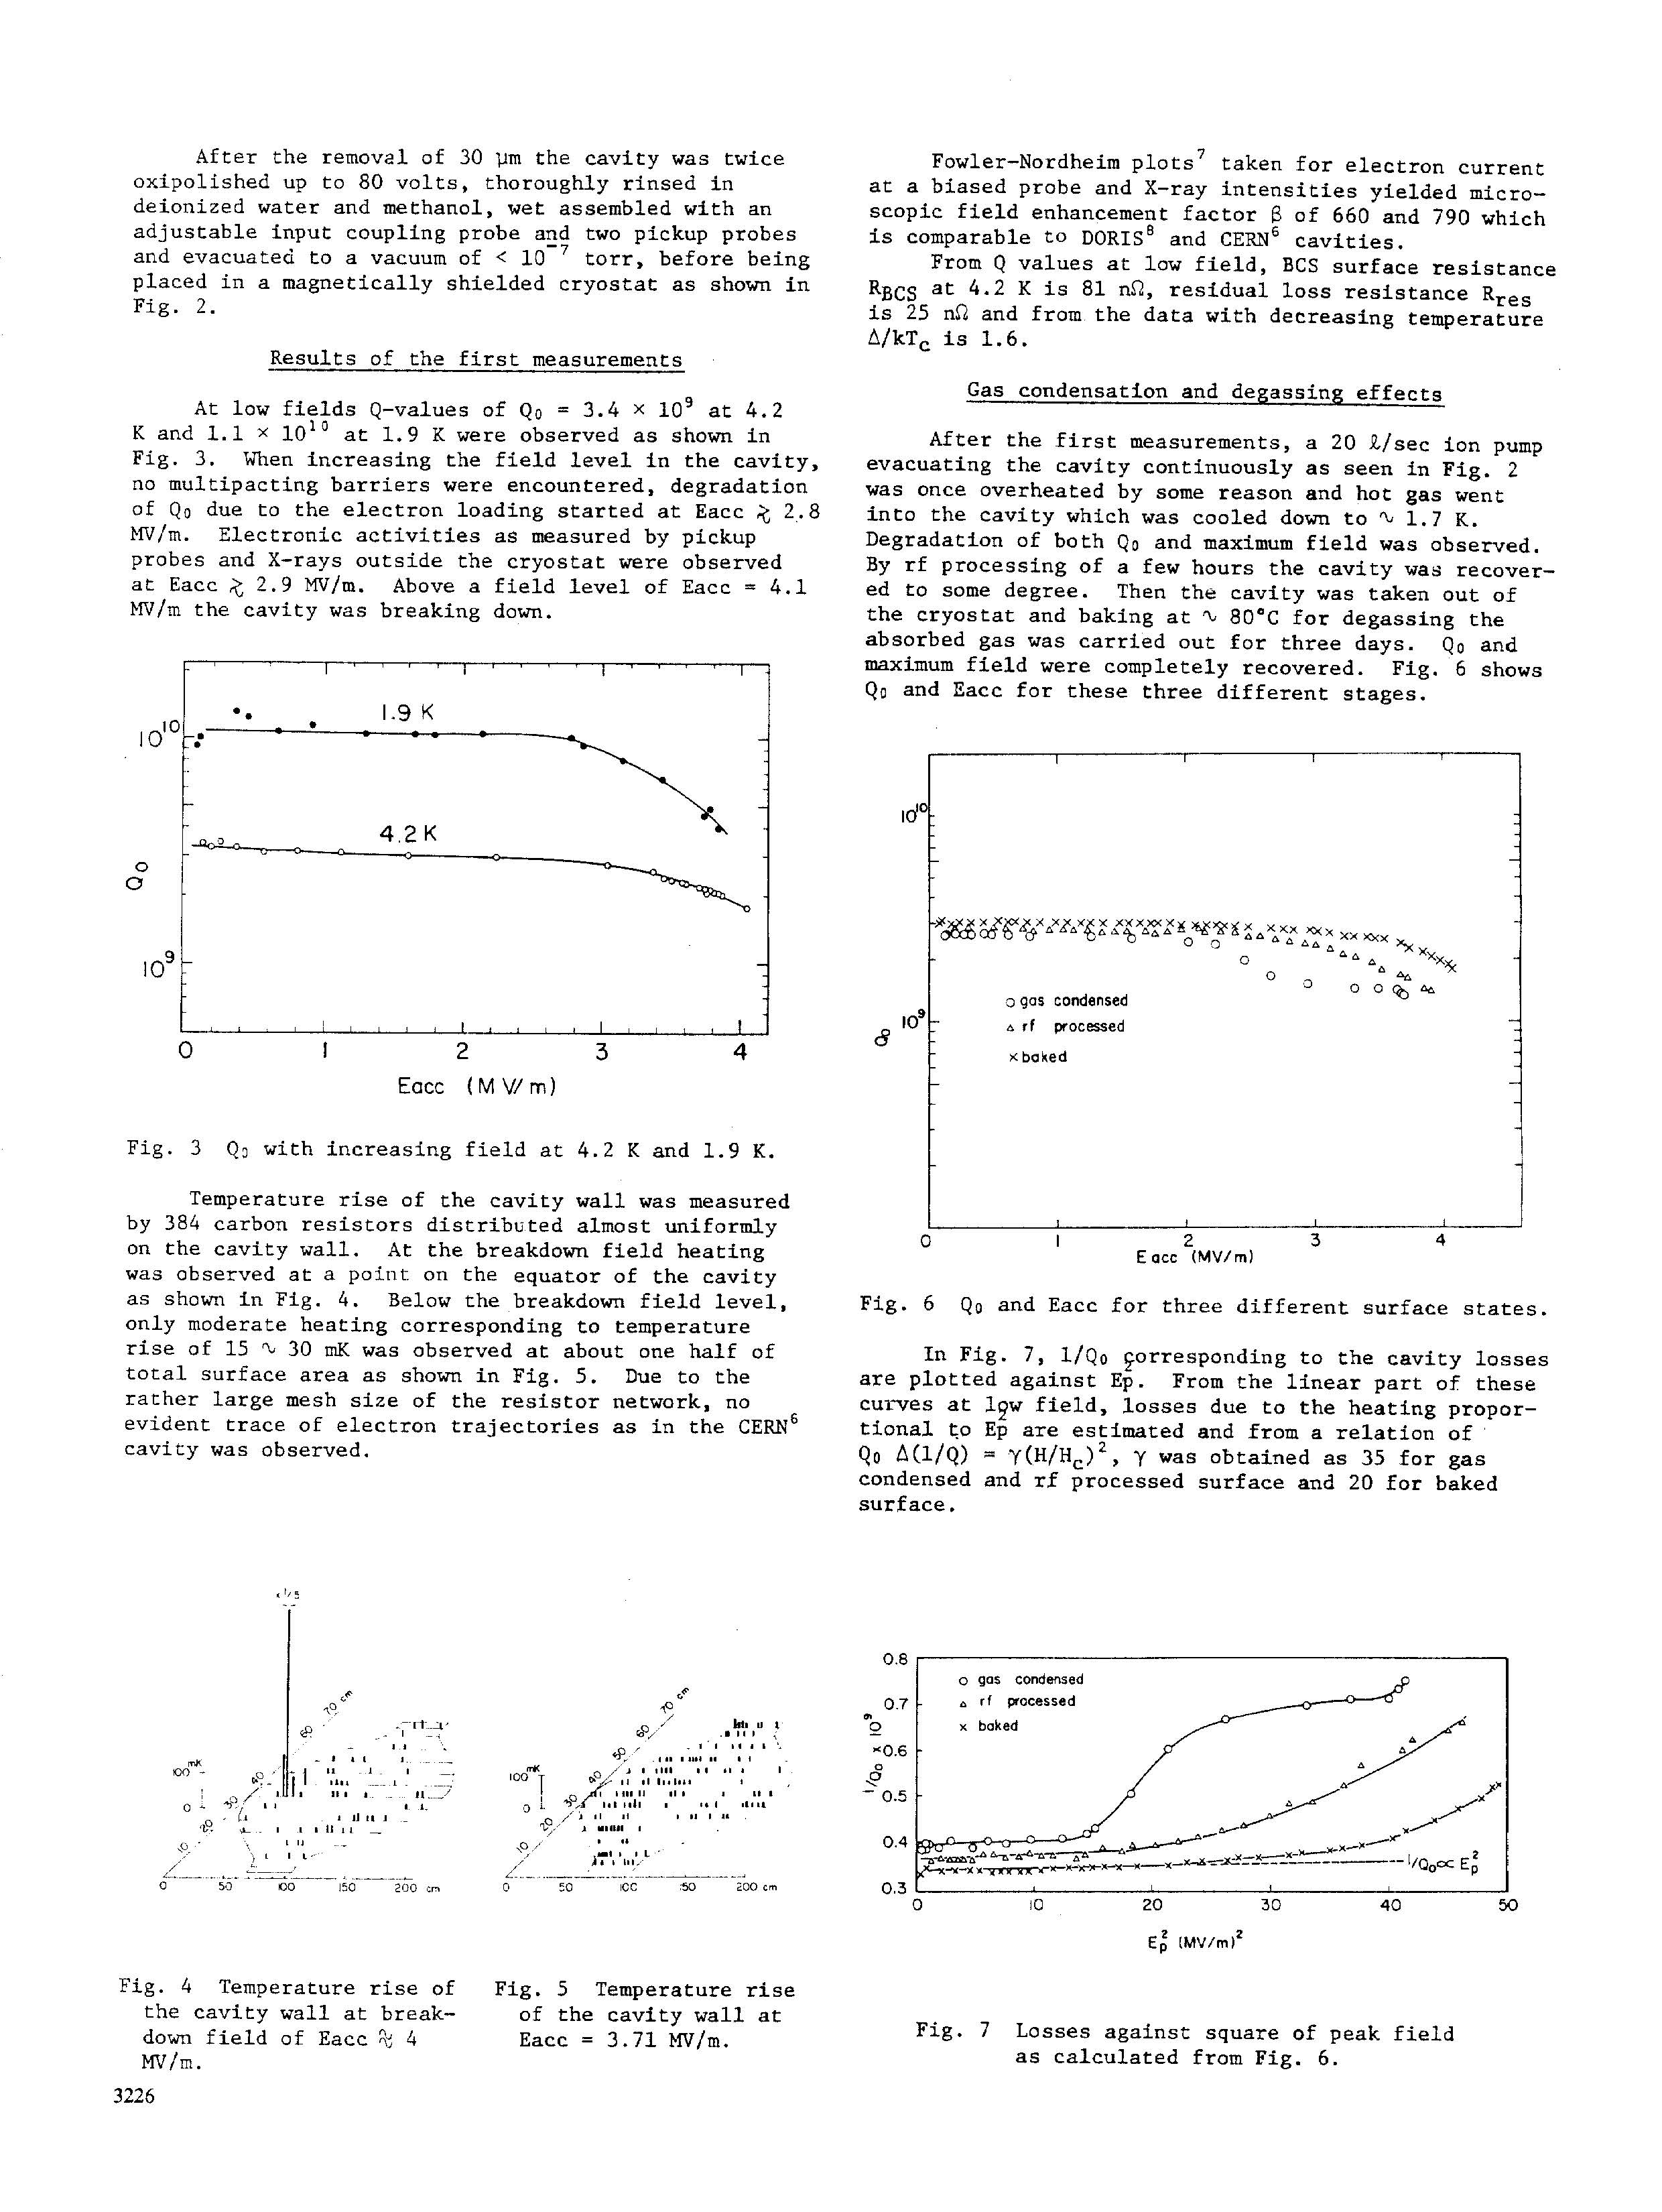 After the removal of 30 μm the cavity was twice
oxipolished up to 80 volts, thoroughly rinsed in
deionized water and methanol, wet assembled with an
adjustable input coupling probe and two pickup probes
and evacuated to a vacuum of < 10⁻⁷ torr, before being
placed in a magnetically shielded cryostat as shown in
Fig. 2.
Results of the first measurements
At low fields Q-values of Q₀ = 3.4 × 10⁹ at 4.2
K and 1.1 × 10¹⁰ at 1.9 K were observed as shown in
Fig. 3. When increasing the field level in the cavity,
no multipacting barriers were encountered, degradation
of Q₀ due to the electron loading started at Eacc ≳ 2.8
MV/m. Electronic activities as measured by pickup
probes and X-rays outside the cryostat were observed
at Eacc ≳ 2.9 MV/m. Above a field level of Eacc = 4.1
MV/m the cavity was breaking down.
1.9 K
10¹⁰
4.2 K
Q₀
10⁹
0 1 2 3 4
Eacc (MV/m)
Fig. 3 Q₀ with increasing field at 4.2 K and 1.9 K.
Temperature rise of the cavity wall was measured
by 384 carbon resistors distributed almost uniformly
on the cavity wall. At the breakdown field heating
was observed at a point on the equator of the cavity
as shown in Fig. 4. Below the breakdown field level,
only moderate heating corresponding to temperature
rise of 15 ∿ 30 mK was observed at about one half of
total surface area as shown in Fig. 5. Due to the
rather large mesh size of the resistor network, no
evident trace of electron trajectories as in the CERN⁶
cavity was observed.
x 1/5
70 cm
60
100 mK
40
0
30
20
10
0 50 100 150 200 cm
70 cm
60
50
100 mK
40
0
30
20
10
0 50 100 150 200 cm
Fig. 4 Temperature rise of
the cavity wall at break-
down field of Eacc ≈ 4
MV/m.
Fig. 5 Temperature rise
of the cavity wall at
Eacc = 3.71 MV/m.
3226
Fowler-Nordheim plots⁷ taken for electron current
at a biased probe and X-ray intensities yielded micro-
scopic field enhancement factor β of 660 and 790 which
is comparable to DORIS⁸ and CERN⁶ cavities.
From Q values at low field, BCS surface resistance
R_BCS at 4.2 K is 81 nΩ, residual loss resistance R_res
is 25 nΩ and from the data with decreasing temperature
Δ/kT_c is 1.6.
Gas condensation and degassing effects
After the first measurements, a 20 ℓ/sec ion pump
evacuating the cavity continuously as seen in Fig. 2
was once overheated by some reason and hot gas went
into the cavity which was cooled down to ∿ 1.7 K.
Degradation of both Q₀ and maximum field was observed.
By rf processing of a few hours the cavity was recover-
ed to some degree. Then the cavity was taken out of
the cryostat and baking at ∿ 80°C for degassing the
absorbed gas was carried out for three days. Q₀ and
maximum field were completely recovered. Fig. 6 shows
Q₀ and Eacc for these three different stages.
10¹⁰
o gas condensed
10⁹
△ rf processed
Q₀
× baked
0 1 2 3 4
E acc (MV/m)
Fig. 6 Q₀ and Eacc for three different surface states.
In Fig. 7, 1/Q₀ corresponding to the cavity losses
are plotted against Ep². From the linear part of these
curves at low field, losses due to the heating propor-
tional to Ep² are estimated and from a relation of
Q₀ Δ(1/Q) = γ(H/H_c)², γ was obtained as 35 for gas
condensed and rf processed surface and 20 for baked
surface.
0.8
o gas condensed
0.7
△ rf processed
× baked
1/Q₀ × 10⁹
0.6
0.5
0.4
1/Q₀ ∝ Ep²
0.3
0 10 20 30 40 50
Ep² (MV/m)²
Fig. 7 Losses against square of peak field
as calculated from Fig. 6.